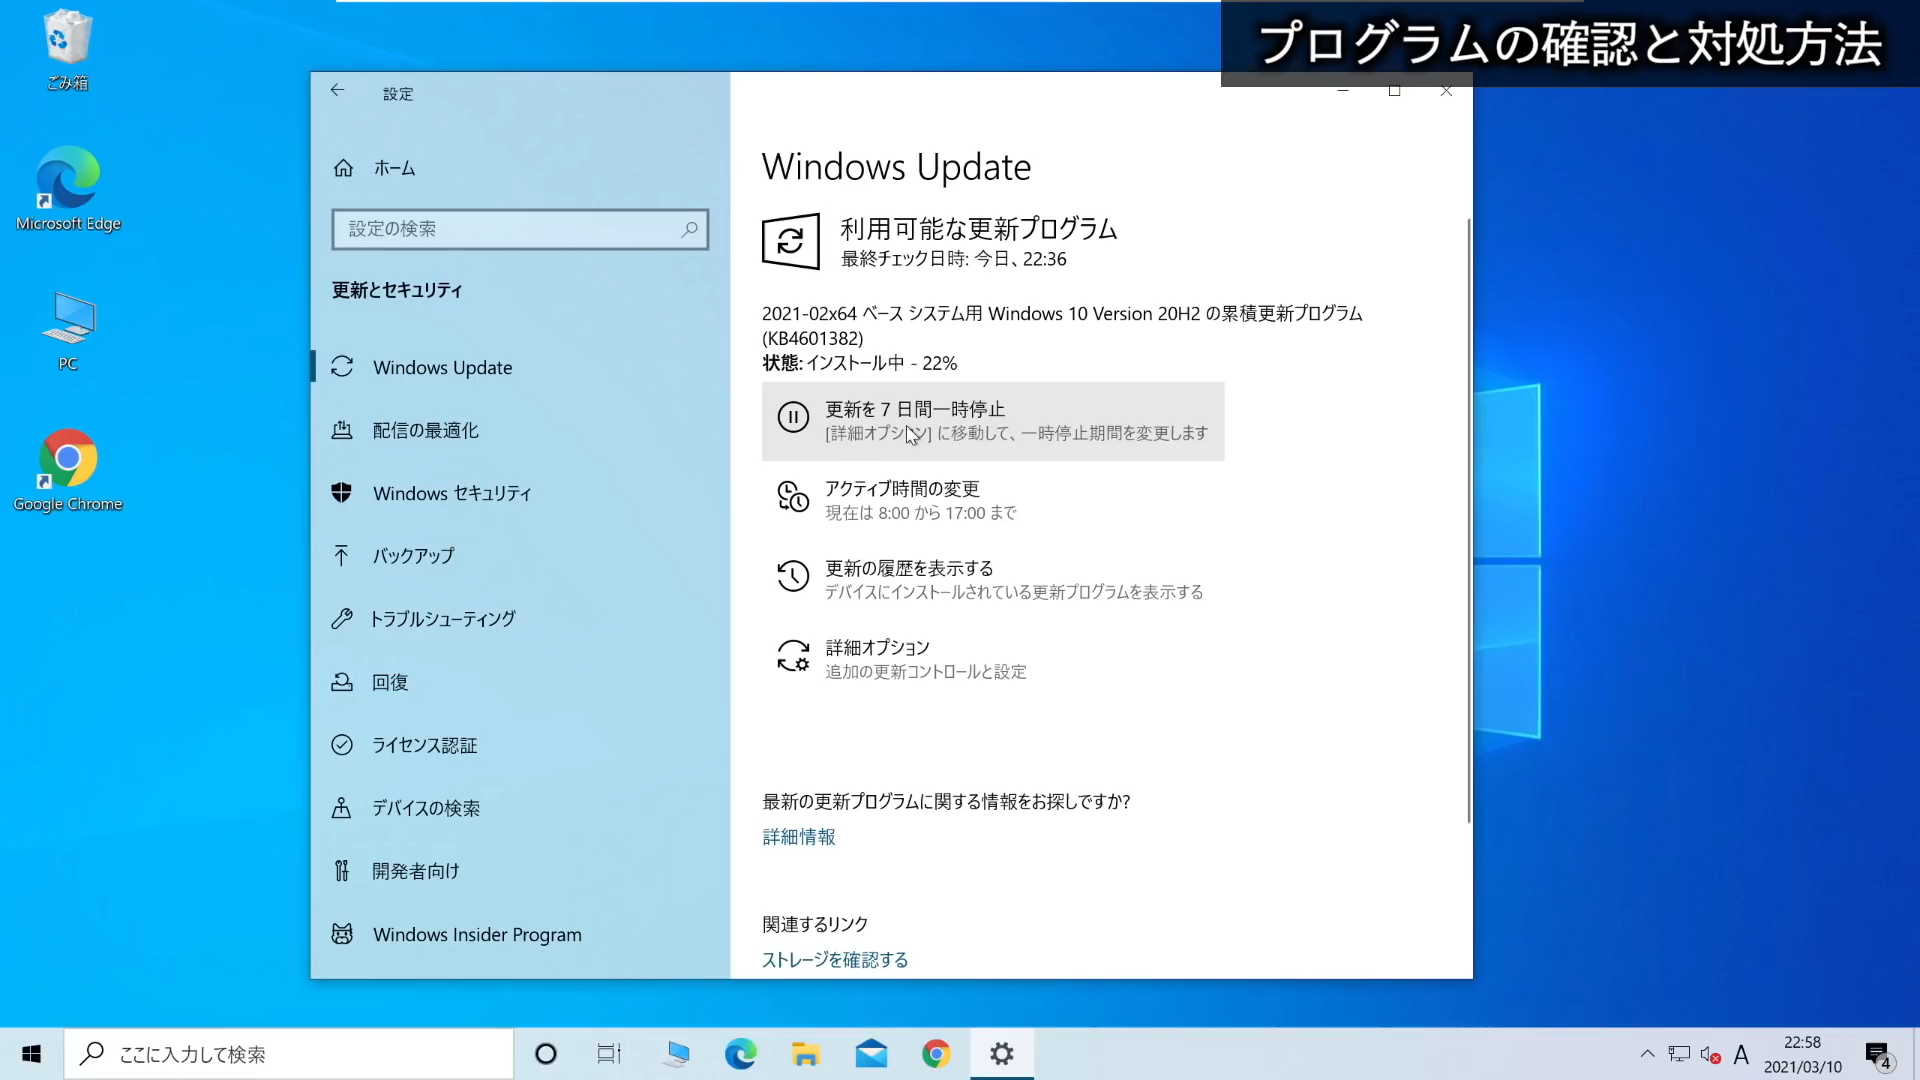 プログラムの確認と対処方法
ごみ箱
Microsoft Edge
PC
Google Chrome
設定
ホーム
設定の検索
更新とセキュリティ
Windows Update
配信の最適化
Windows セキュリティ
バックアップ
トラブルシューティング
回復
ライセンス認証
デバイスの検索
開発者向け
Windows Insider Program
Windows Update
利用可能な更新プログラム
最終チェック日時: 今日、22:36
2021-02x64 ベース システム用 Windows 10 Version 20H2 の累積更新プログラム
(KB4601382)
状態: インストール中 - 22%
更新を 7 日間一時停止
[詳細オプション] に移動して、一時停止期間を変更します
アクティブ時間の変更
現在は 8:00 から 17:00 まで
更新の履歴を表示する
デバイスにインストールされている更新プログラムを表示する
詳細オプション
追加の更新コントロールと設定
最新の更新プログラムに関する情報をお探しですか?
詳細情報
関連するリンク
ストレージを確認する
ここに入力して検索
A
22:58
2021/03/10
4